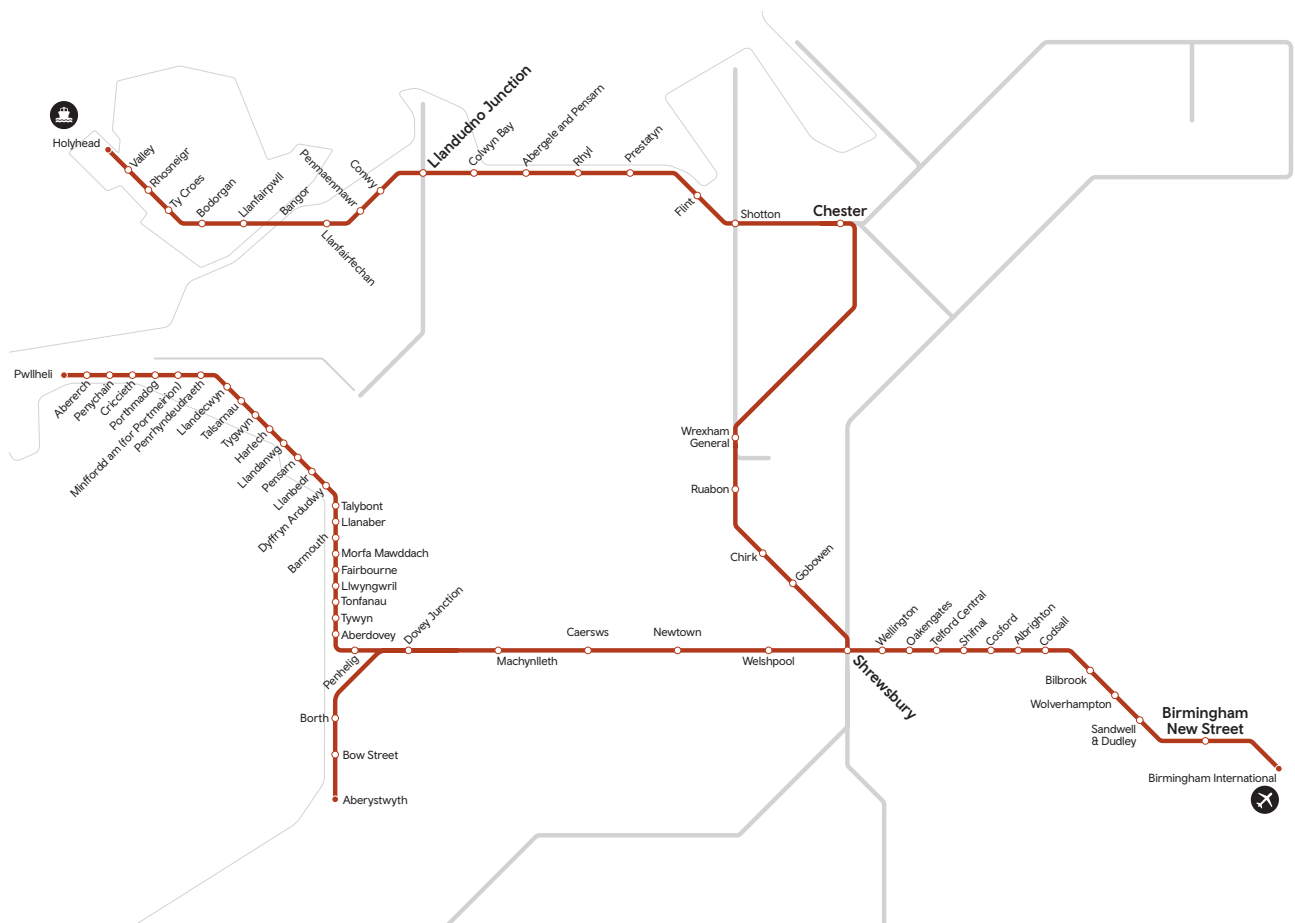 Holyhead
Valley
Rhosneigr
Ty Croes
Bodorgan
Llanfairpwll
Bangor
Llanfairfechan
Penmaenmawr
Conwy
Llandudno Junction
Colwyn Bay
Abergele and Pensarn
Rhyl
Prestatyn
Flint
Shotton
Chester
Wrexham
General
Ruabon
Chirk
Gobowen
Shrewsbury
Pwllheli
Abererch
Penychain
Criccieth
Porthmadog
Minffordd am (for Portmeirion)
Penrhyndeudraeth
Llandecwyn
Talsarnau
Tygwyn
Harlech
Llandanwg
Pensarn
Llanbedr
Dyffryn Ardudwy
Talybont
Llanaber
Barmouth
Morfa Mawddach
Fairbourne
Llwyngwril
Tonfanau
Tywyn
Aberdovey
Penhelig
Dovey Junction
Borth
Bow Street
Aberystwyth
Machynlleth
Caersws
Newtown
Welshpool
Wellington
Oakengates
Telford Central
Shifnal
Cosford
Albrighton
Codsall
Bilbrook
Wolverhampton
Sandwell
& Dudley
Birmingham
New Street
Birmingham International